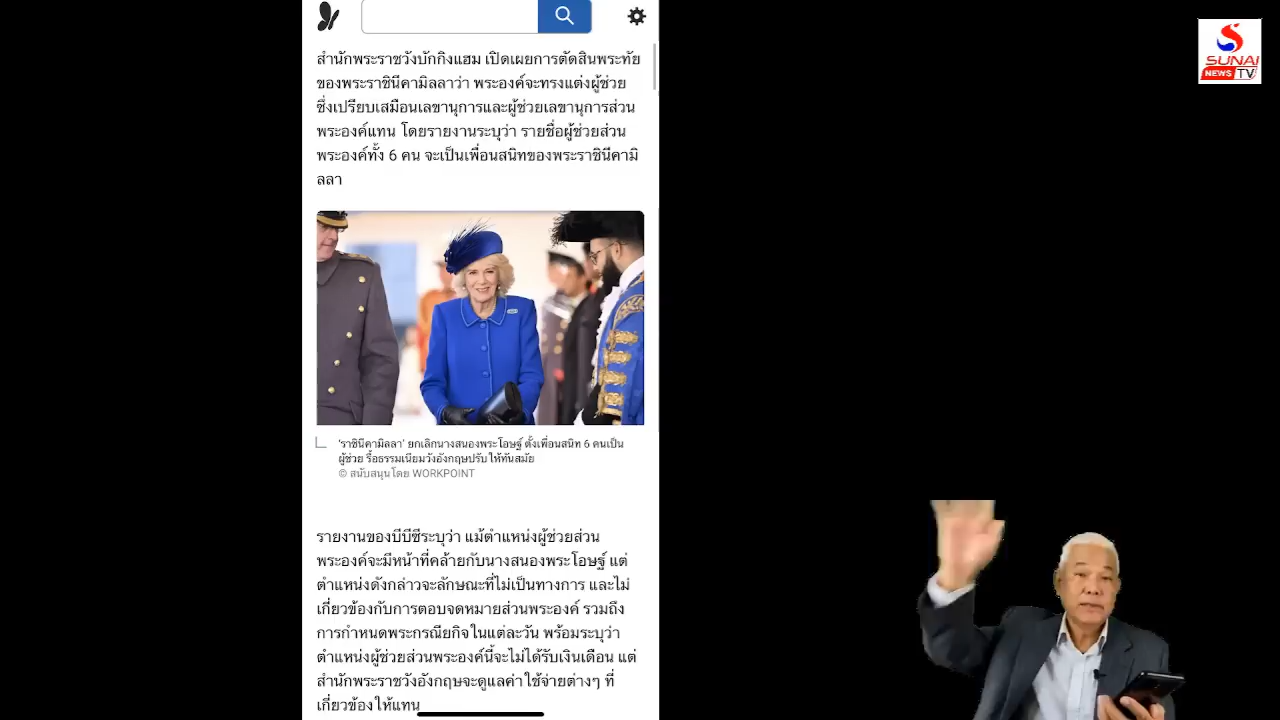 สำนักพระราชวังบักกิงแฮม เปิดเผยการตัดสินพระทัย
ของพระราชินีคามิลลาว่า พระองค์จะทรงแต่งผู้ช่วย
ซึ่งเปรียบเสมือนเลขานุการและผู้ช่วยเลขานุการส่วน
พระองค์แทน โดยรายงานระบุว่า รายชื่อผู้ช่วยส่วน
พระองค์ทั้ง 6 คน จะเป็นเพื่อนสนิทของพระราชินีคามิ
ลลา
'ราชินีคามิลลา' ยกเลิกนางสนองพระโอษฐ์ ตั้งเพื่อนสนิท 6 คนเป็น
ผู้ช่วย รื้อธรรมเนียมวังอังกฤษปรับให้ทันสมัย
© สนับสนุนโดย WORKPOINT
รายงานของบีบีซีระบุว่า แม้ตำแหน่งผู้ช่วยส่วน
พระองค์จะมีหน้าที่คล้ายกับนางสนองพระโอษฐ์ แต่
ตำแหน่งดังกล่าวจะลักษณะที่ไม่เป็นทางการ และไม่
เกี่ยวข้องกับการตอบจดหมายส่วนพระองค์ รวมถึง
การกำหนดพระกรณียกิจในแต่ละวัน พร้อมระบุว่า
ตำแหน่งผู้ช่วยส่วนพระองค์นี้จะไม่ได้รับเงินเดือน แต่
สำนักพระราชวังอังกฤษจะดูแลค่าใช้จ่ายต่างๆ ที่
เกี่ยวข้องให้แทน
SUNAI
NEWS TV